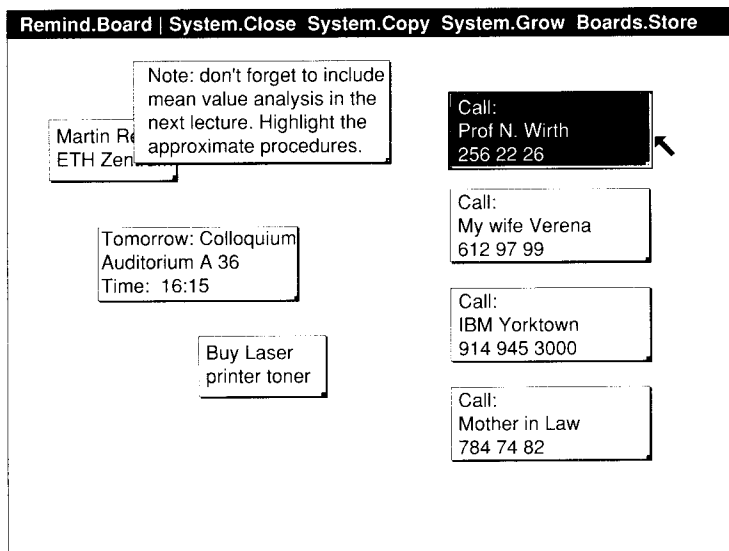 Remind.Board | System.Close System.Copy System.Grow Boards.Store
Note: don't forget to include
mean value analysis in the
next lecture. Highlight the
approximate procedures.
Martin
ETH
Tomorrow: Colloquium
Auditorium A 36
Time: 16:15
Buy Laser
printer toner
Call:
Prof N. Wirth
256 22 26
Call:
My wife Verena
612 97 99
Call:
IBM Yorktown
914 945 3000
Call:
Mother in Law
784 74 82